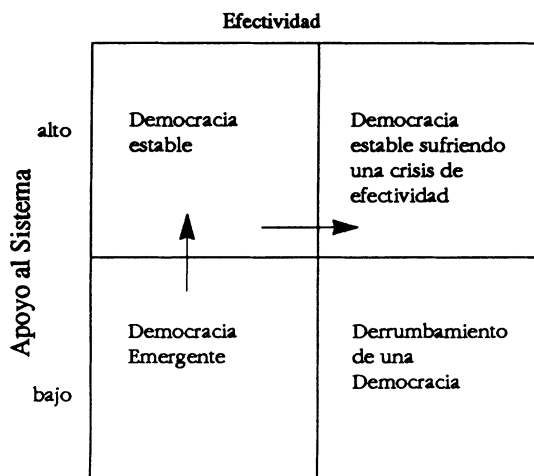 Efectividad
alto
Democracia
estable
Democracia
estable sufriendo
una crisis de
efectividad
Apoyo al Sistema
bajo
Democracia
Emergente
Derrumbamiento
de una
Democracia